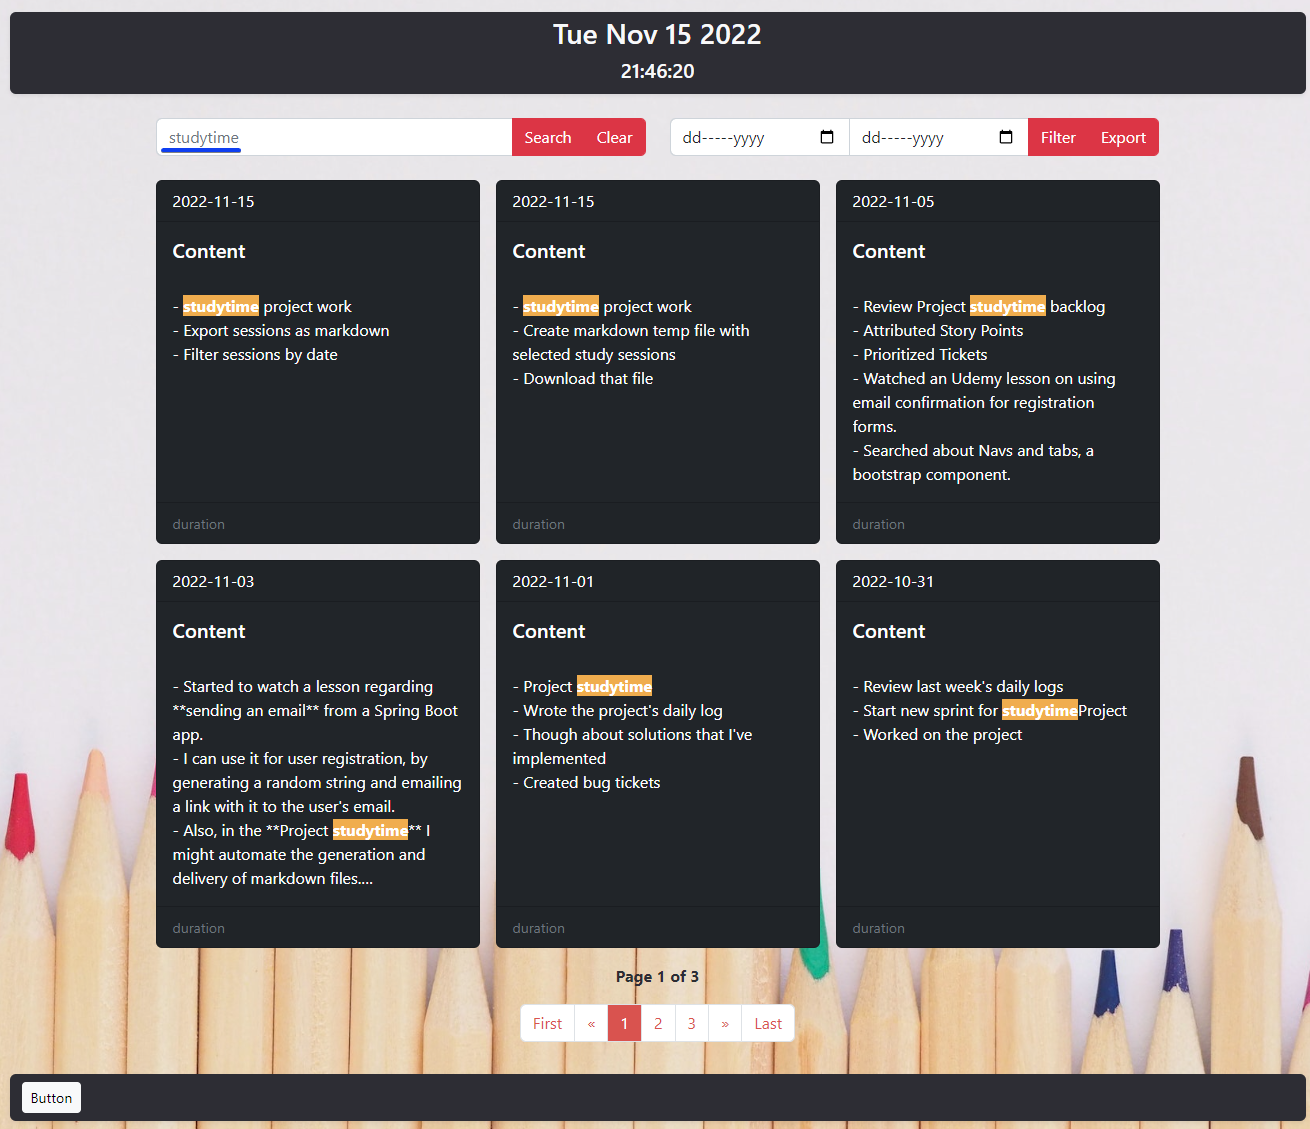 Tue Nov 15 2022
21:46:20
studytime
Search
Clear
dd-----yyyy
dd-----yyyy
Filter
Export
2022-11-15
Content
- studytime project work
- Export sessions as markdown
- Filter sessions by date
duration
2022-11-15
Content
- studytime project work
- Create markdown temp file with
selected study sessions
- Download that file
duration
2022-11-05
Content
- Review Project studytime backlog
- Attributed Story Points
- Prioritized Tickets
- Watched an Udemy lesson on using
email confirmation for registration
forms.
- Searched about Navs and tabs, a
bootstrap component.
duration
2022-11-03
Content
- Started to watch a lesson regarding
**sending an email** from a Spring Boot
app.
- I can use it for user registration, by
generating a random string and emailing
a link with it to the user's email.
- Also, in the **Project studytime** I
might automate the generation and
delivery of markdown files....
duration
2022-11-01
Content
- Project studytime
- Wrote the project's daily log
- Though about solutions that I've
implemented
- Created bug tickets
duration
2022-10-31
Content
- Review last week's daily logs
- Start new sprint for studytimeProject
- Worked on the project
duration
Page 1 of 3
First « 1 2 3 » Last
Button